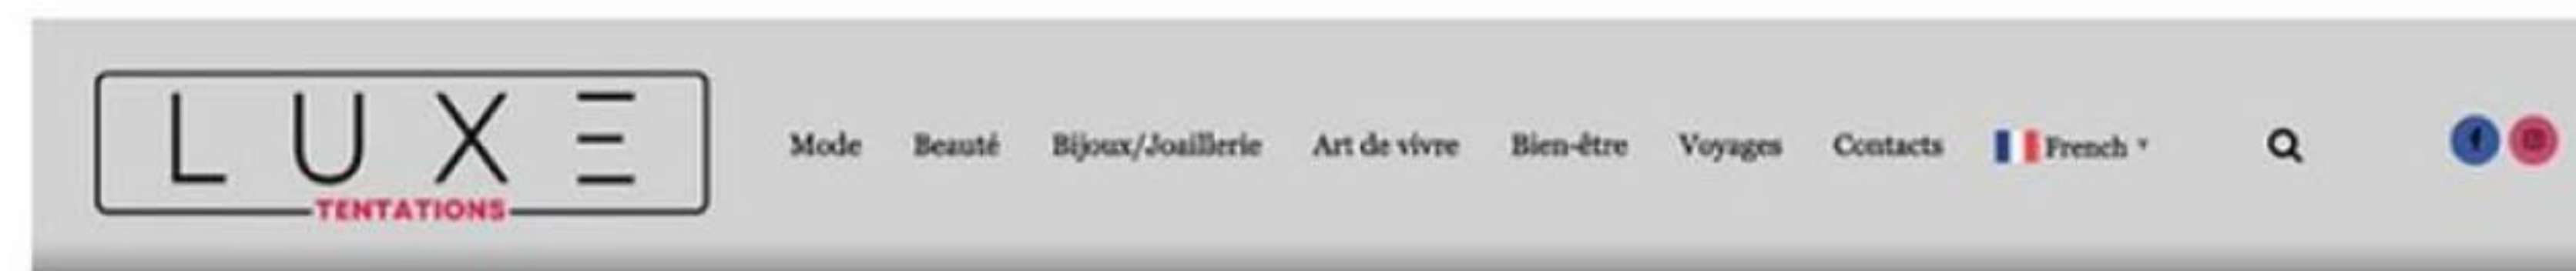 LUXE
TENTATIONS
Mode Beauté Bijoux/Joaillerie Art de vivre Bien-être Voyages Contacts French